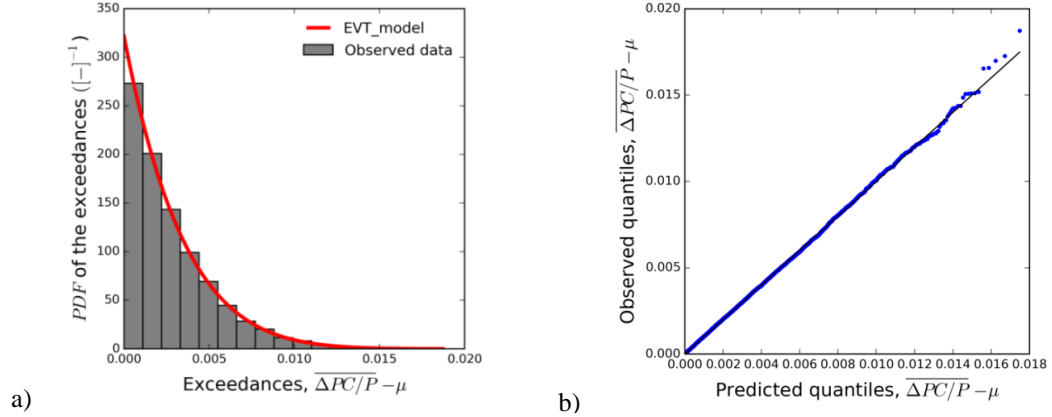 EVT_model
Observed data
PDF of the exceedances ([−]⁻¹)
350
300
250
200
150
100
50
0
0.000 0.005 0.010 0.015 0.020
Exceedances, \overline{ΔPC/P} −μ
a)
Observed quantiles, \overline{ΔPC/P} −μ
0.020
0.015
0.010
0.005
0.000
0.000 0.002 0.004 0.006 0.008 0.010 0.012 0.014 0.016 0.018
Predicted quantiles, \overline{ΔPC/P} −μ
b)